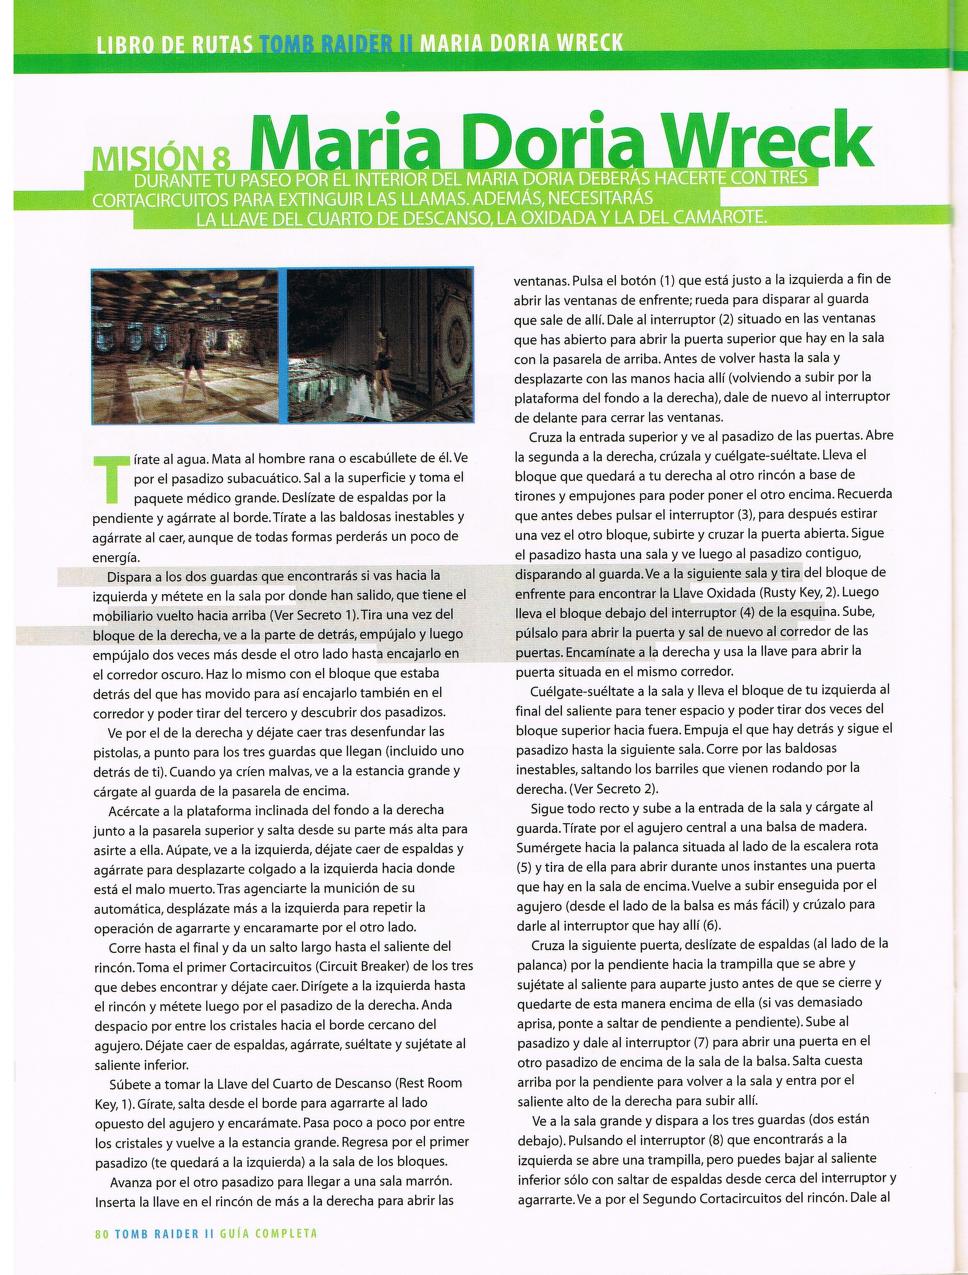 LIBRO DE RUTAS TOMB RAIDER II MARIA DORIA WRECK
MISIÓN 8 Maria Doria Wreck
DURANTE TU PASEO POR EL INTERIOR DEL MARIA DORIA DEBERÁS HACERTE CON TRES
CORTACIRCUITOS PARA EXTINGUIR LAS LLAMAS. ADEMÁS, NECESITARÁS
LA LLAVE DEL CUARTO DE DESCANSO, LA OXIDADA Y LA DEL CAMAROTE.
Tírate al agua. Mata al hombre rana o escabúllete de él. Ve
por el pasadizo subacuático. Sal a la superficie y toma el
paquete médico grande. Deslízate de espaldas por la
pendiente y agárrate al borde. Tírate a las baldosas inestables y
agárrate al caer, aunque de todas formas perderás un poco de
energía.
Dispara a los dos guardas que encontrarás si vas hacia la
izquierda y métete en la sala por donde han salido, que tiene el
mobiliario vuelto hacia arriba (Ver Secreto 1). Tira una vez del
bloque de la derecha, ve a la parte de detrás, empújalo y luego
empújalo dos veces más desde el otro lado hasta encajarlo en
el corredor oscuro. Haz lo mismo con el bloque que estaba
detrás del que has movido para así encajarlo también en el
corredor y poder tirar del tercero y descubrir dos pasadizos.
Ve por el de la derecha y déjate caer tras desenfundar las
pistolas, a punto para los tres guardas que llegan (incluido uno
detrás de ti). Cuando ya críen malvas, ve a la estancia grande y
cárgate al guarda de la pasarela de encima.
Acércate a la plataforma inclinada del fondo a la derecha
junto a la pasarela superior y salta desde su parte más alta para
asirte a ella. Aúpate, ve a la izquierda, déjate caer de espaldas y
agárrate para desplazarte colgado a la izquierda hacia donde
está el malo muerto. Tras agenciarte la munición de su
automática, desplázate más a la izquierda para repetir la
operación de agarrarte y encaramarte por el otro lado.
Corre hasta el final y da un salto largo hasta el saliente del
rincón. Toma el primer Cortacircuitos (Circuit Breaker) de los tres
que debes encontrar y déjate caer. Dirígete a la izquierda hasta
el rincón y métete luego por el pasadizo de la derecha. Anda
despacio por entre los cristales hacia el borde cercano del
agujero. Déjate caer de espaldas, agárrate, suéltate y sujétate al
saliente inferior.
Súbete a tomar la Llave del Cuarto de Descanso (Rest Room
Key, 1). Gírate, salta desde el borde para agarrarte al lado
opuesto del agujero y encarámate. Pasa poco a poco por entre
los cristales y vuelve a la estancia grande. Regresa por el primer
pasadizo (te quedará a la izquierda) a la sala de los bloques.
Avanza por el otro pasadizo para llegar a una sala marrón.
Inserta la llave en el rincón de más a la derecha para abrir las
ventanas. Pulsa el botón (1) que está justo a la izquierda a fin de
abrir las ventanas de enfrente; rueda para disparar al guarda
que sale de allí. Dale al interruptor (2) situado en las ventanas
que has abierto para abrir la puerta superior que hay en la sala
con la pasarela de arriba. Antes de volver hasta la sala y
desplazarte con las manos hacia allí (volviendo a subir por la
plataforma del fondo a la derecha), dale de nuevo al interruptor
de delante para cerrar las ventanas.
Cruza la entrada superior y ve al pasadizo de las puertas. Abre
la segunda a la derecha, crúzala y cuélgate-suéltate. Lleva el
bloque que quedará a tu derecha al otro rincón a base de
tirones y empujones para poder poner el otro encima. Recuerda
que antes debes pulsar el interruptor (3), para después estirar
una vez el otro bloque, subirte y cruzar la puerta abierta. Sigue
el pasadizo hasta una sala y ve luego al pasadizo contiguo,
disparando al guarda. Ve a la siguiente sala y tira del bloque de
enfrente para encontrar la Llave Oxidada (Rusty Key, 2). Luego
lleva el bloque debajo del interruptor (4) de la esquina. Sube,
púlsalo para abrir la puerta y sal de nuevo al corredor de las
puertas. Encamínate a la derecha y usa la llave para abrir la
puerta situada en el mismo corredor.
Cuélgate-suéltate a la sala y lleva el bloque de tu izquierda al
final del saliente para tener espacio y poder tirar dos veces del
bloque superior hacia fuera. Empuja el que hay detrás y sigue el
pasadizo hasta la siguiente sala. Corre por las baldosas
inestables, saltando los barriles que vienen rodando por la
derecha. (Ver Secreto 2).
Sigue todo recto y sube a la entrada de la sala y cárgate al
guarda. Tírate por el agujero central a una balsa de madera.
Sumérgete hacia la palanca situada al lado de la escalera rota
(5) y tira de ella para abrir durante unos instantes una puerta
que hay en la sala de encima. Vuelve a subir enseguida por el
agujero (desde el lado de la balsa es más fácil) y crúzalo para
darle al interruptor que hay allí (6).
Cruza la siguiente puerta, deslízate de espaldas (al lado de la
palanca) por la pendiente hacia la trampilla que se abre y
sujétate al saliente para auparte justo antes de que se cierre y
quedarte de esta manera encima de ella (si vas demasiado
aprisa, ponte a saltar de pendiente a pendiente). Sube al
pasadizo y dale al interruptor (7) para abrir una puerta en el
otro pasadizo de encima de la sala de la balsa. Salta cuesta
arriba por la pendiente para volver a la sala y entra por el
saliente alto de la derecha para subir allí.
Ve a la sala grande y dispara a los tres guardas (dos están
debajo). Pulsando el interruptor (8) que encontrarás a la
izquierda se abre una trampilla, pero puedes bajar al saliente
inferior sólo con saltar de espaldas desde cerca del interruptor y
agarrarte. Ve a por el Segundo Cortacircuitos del rincón. Dale al
80 TOMB RAIDER II GUÍA COMPLETA